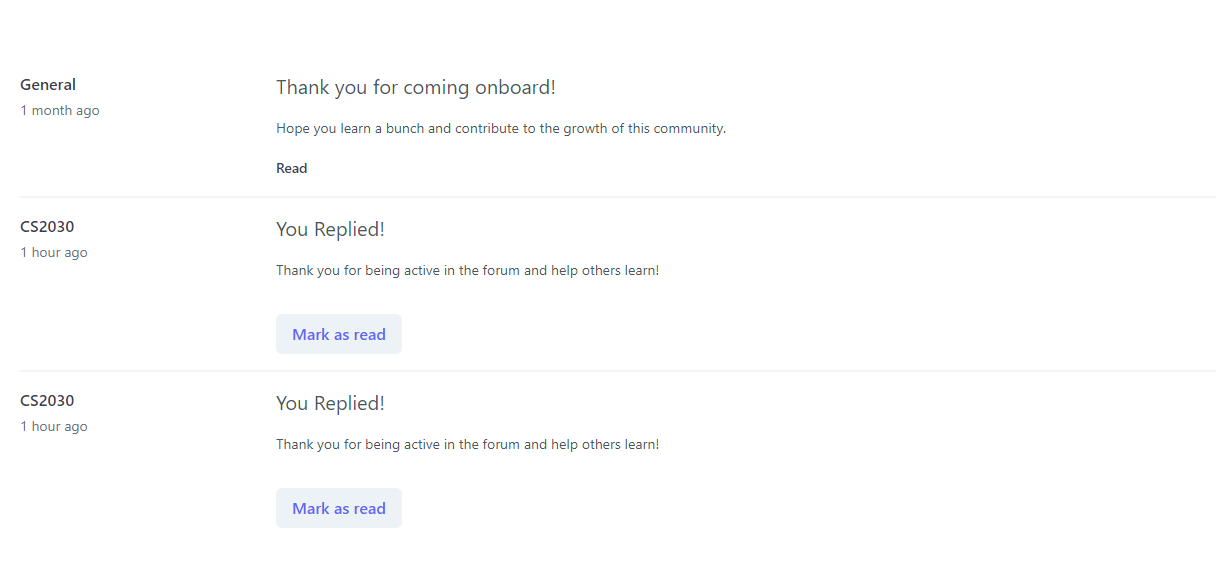 General
1 month ago
Thank you for coming onboard!
Hope you learn a bunch and contribute to the growth of this community.
Read
CS2030
1 hour ago
You Replied!
Thank you for being active in the forum and help others learn!
Mark as read
CS2030
1 hour ago
You Replied!
Thank you for being active in the forum and help others learn!
Mark as read